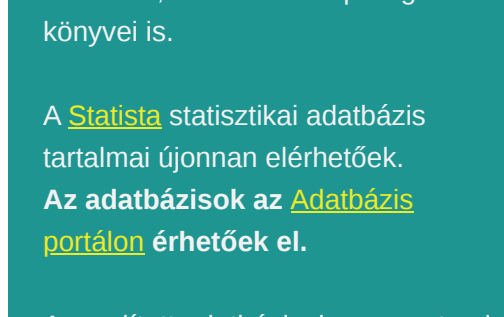 könyvei is.
A Statista statisztikai adatbázis
tartalmai újonnan elérhetőek.
Az adatbázisok az Adatbázis
portálon érhetőek el.